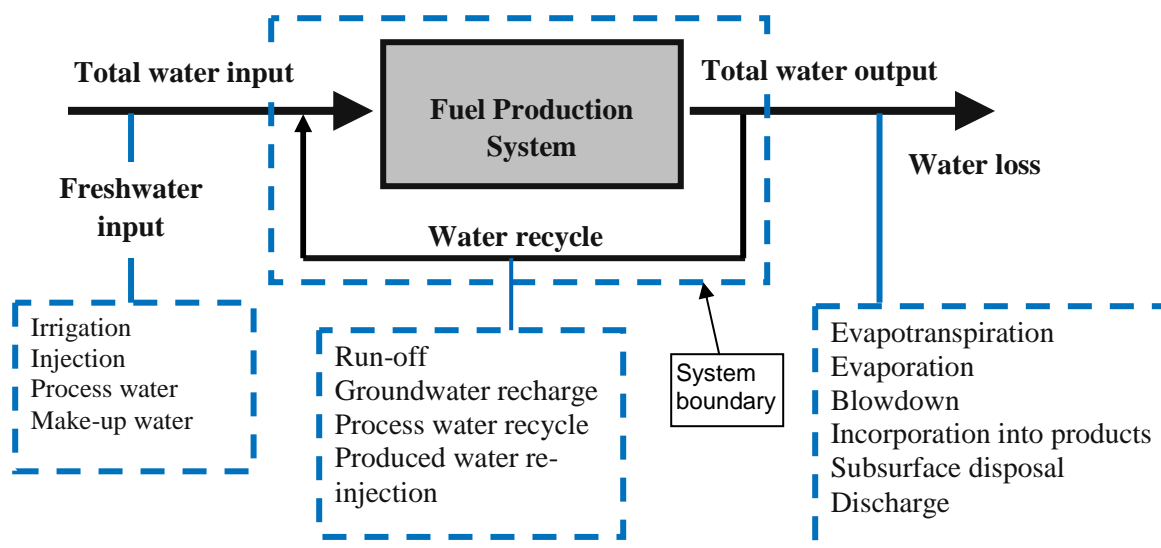 Total water input
Fuel Production
System
Total water output
Freshwater
input
Water recycle
Water loss
Irrigation
Injection
Process water
Make-up water
Run-off
Groundwater recharge
Process water recycle
Produced water re-
injection
System
boundary
Evapotranspiration
Evaporation
Blowdown
Incorporation into products
Subsurface disposal
Discharge